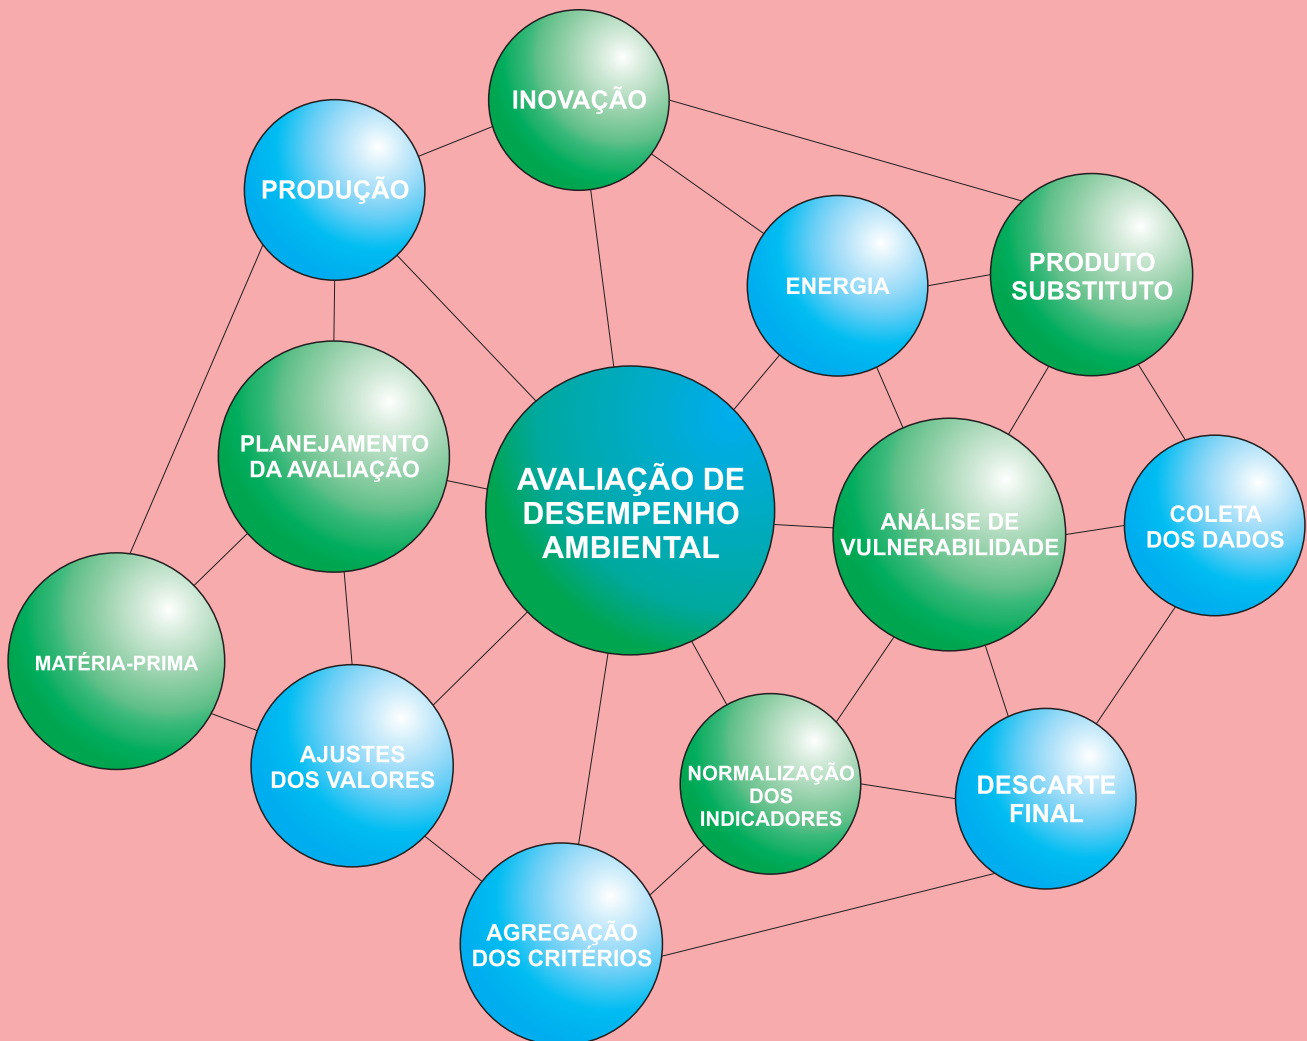 INOVAÇÃO
PRODUÇÃO
ENERGIA
PRODUTO
SUBSTITUTO
PLANEJAMENTO
DA AVALIAÇÃO
AVALIAÇÃO DE
DESEMPENHO
AMBIENTAL
ANÁLISE DE
VULNERABILIDADE
COLETA
DOS DADOS
MATÉRIA-PRIMA
AJUSTES
DOS VALORES
NORMALIZAÇÃO
DOS
INDICADORES
DESCARTE
FINAL
AGREGAÇÃO
DOS CRITÉRIOS